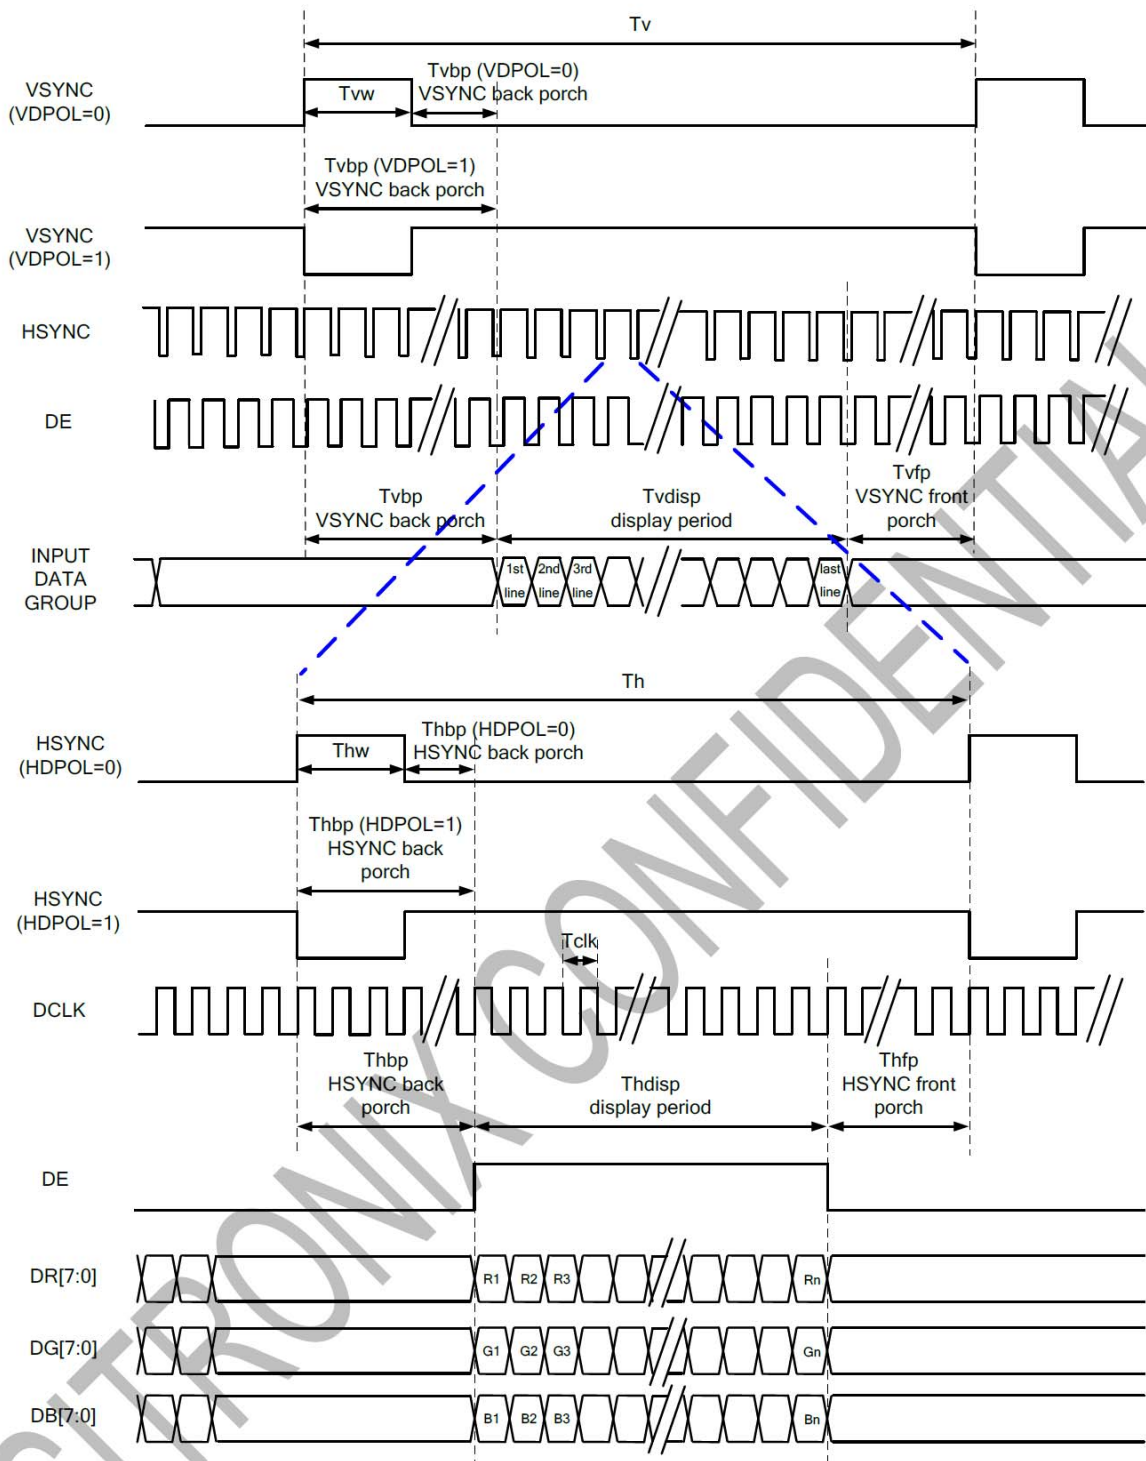 Tv
VSYNC
(VDPOL=0)
Tvw
Tvbp (VDPOL=0)
VSYNC back porch
Tvbp (VDPOL=1)
VSYNC back porch
VSYNC
(VDPOL=1)
HSYNC
DE
Tvbp
VSYNC back porch
Tvdisp
display period
Tvfp
VSYNC front
porch
INPUT
DATA
GROUP
1st
line
2nd
line
3rd
line
last
line
Th
HSYNC
(HDPOL=0)
Thw
Thbp (HDPOL=0)
HSYNC back porch
Thbp (HDPOL=1)
HSYNC back
porch
HSYNC
(HDPOL=1)
Tclk
DCLK
Thbp
HSYNC back
porch
Thdisp
display period
Thfp
HSYNC front
porch
DE
DR[7:0]
R1 R2 R3 Rn
DG[7:0]
G1 G2 G3 Gn
DB[7:0]
B1 B2 B3 Bn
ITRONIX CONFIDENTIAL